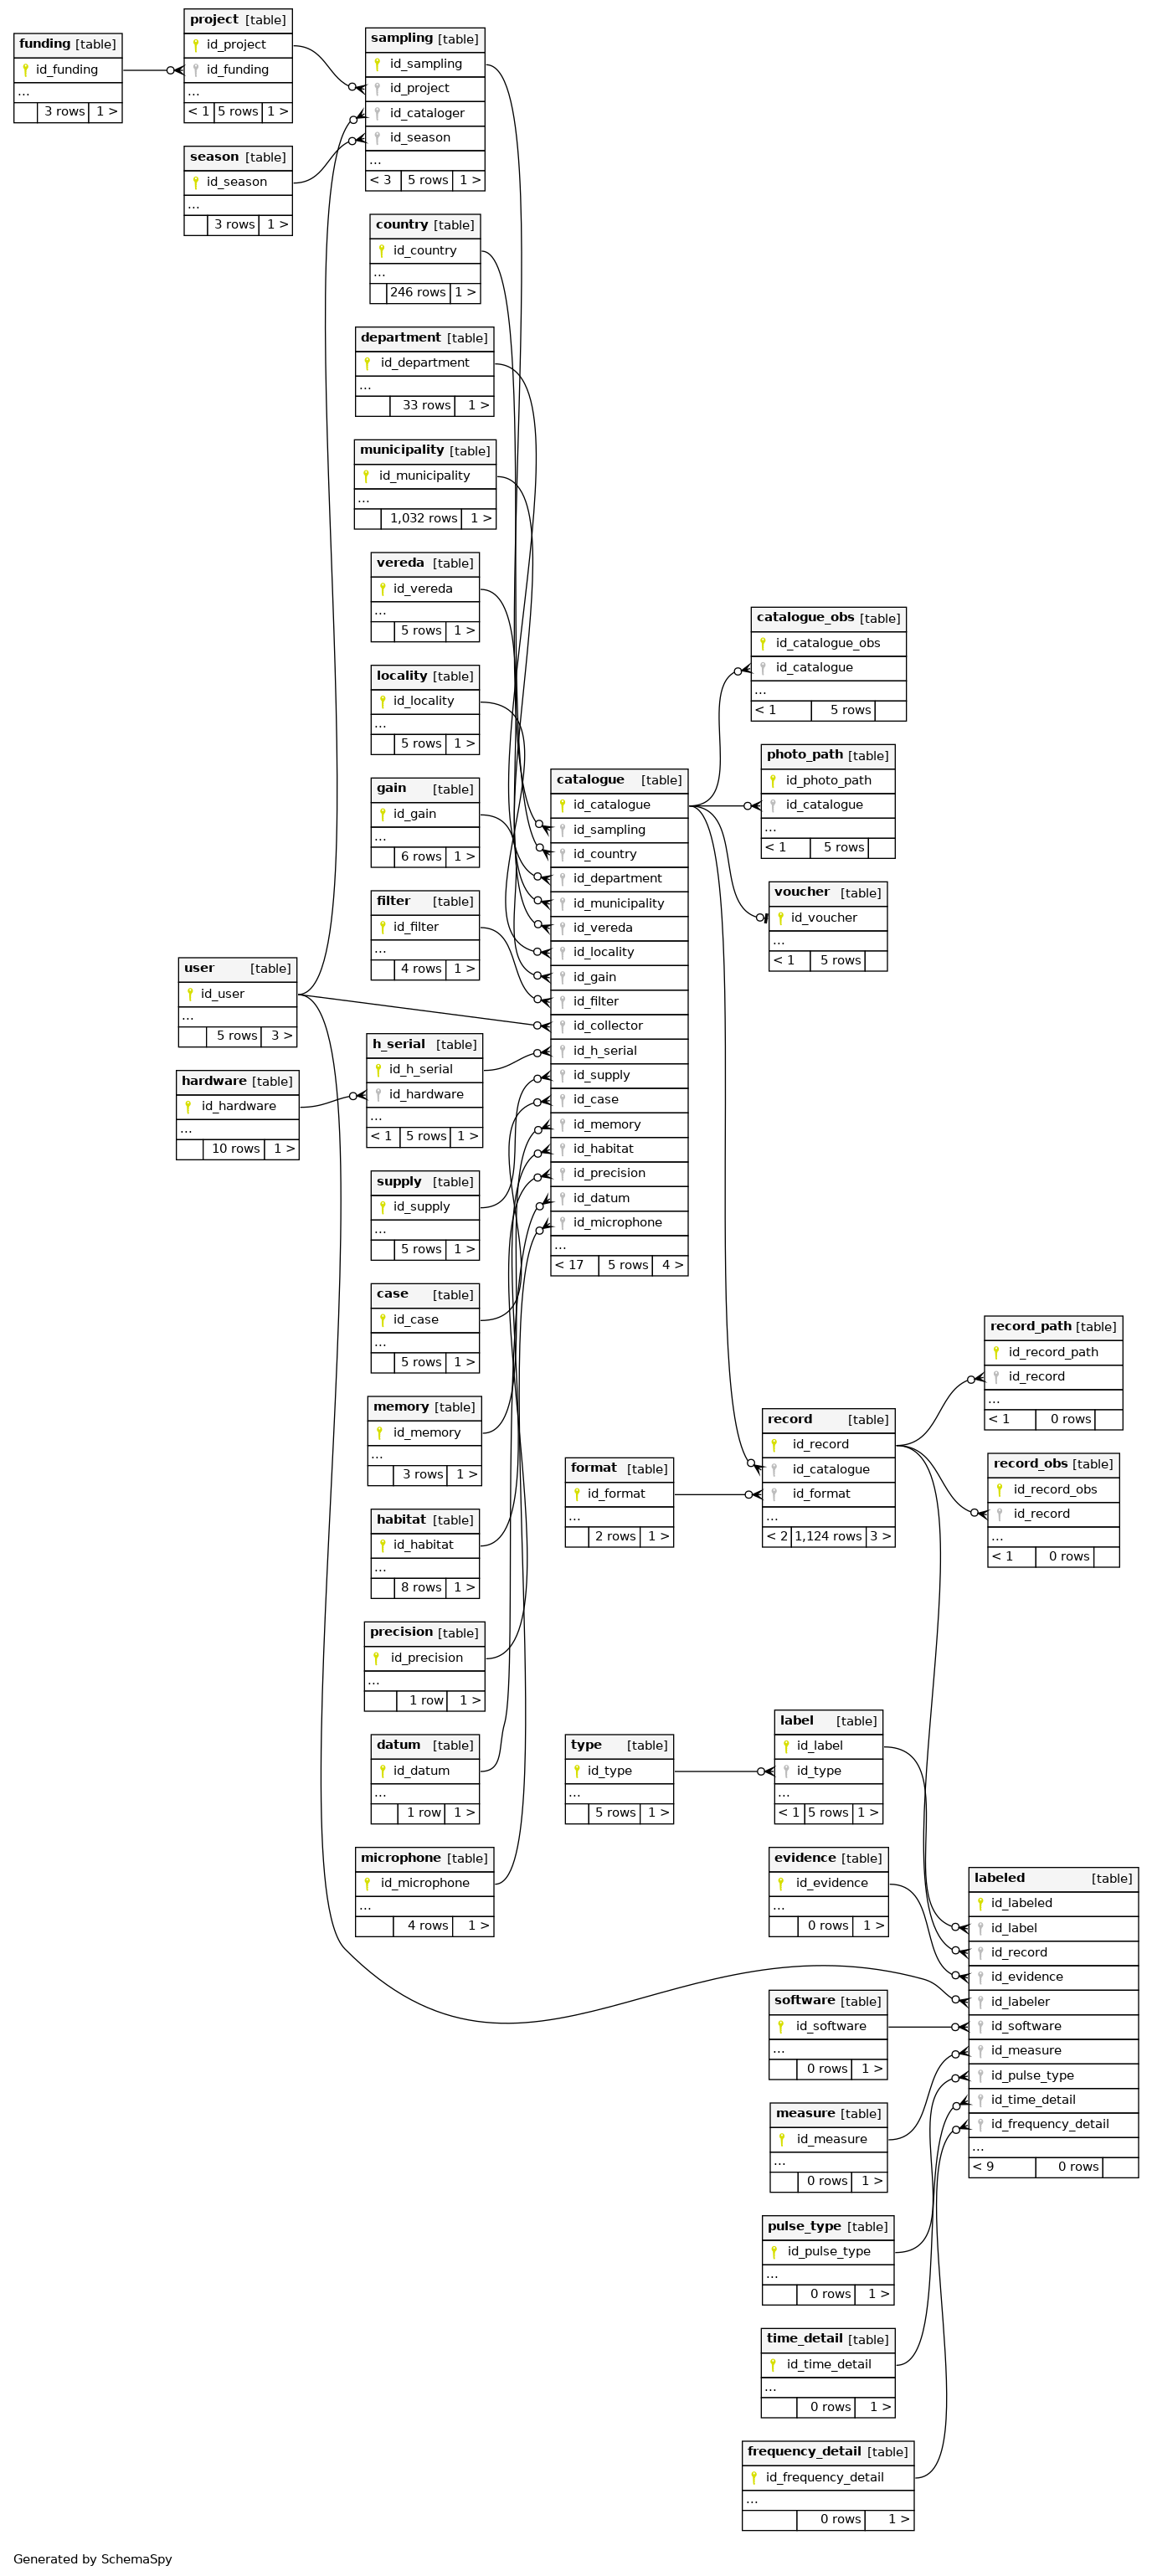 funding [table]
id_funding
...
3 rows 1 >
project [table]
id_project
id_funding
...
< 1 5 rows 1 >
season [table]
id_season
...
3 rows 1 >
sampling [table]
id_sampling
id_project
id_cataloger
id_season
...
< 3 5 rows 1 >
country [table]
id_country
...
246 rows 1 >
department [table]
id_department
...
33 rows 1 >
municipality [table]
id_municipality
...
1,032 rows 1 >
vereda [table]
id_vereda
...
5 rows 1 >
locality [table]
id_locality
...
5 rows 1 >
gain [table]
id_gain
...
6 rows 1 >
filter [table]
id_filter
...
4 rows 1 >
user [table]
id_user
...
5 rows 3 >
hardware [table]
id_hardware
...
10 rows 1 >
h_serial [table]
id_h_serial
id_hardware
...
< 1 5 rows 1 >
supply [table]
id_supply
...
5 rows 1 >
case [table]
id_case
...
5 rows 1 >
memory [table]
id_memory
...
3 rows 1 >
habitat [table]
id_habitat
...
8 rows 1 >
precision [table]
id_precision
...
1 row 1 >
datum [table]
id_datum
...
1 row 1 >
microphone [table]
id_microphone
...
4 rows 1 >
catalogue [table]
id_catalogue
id_sampling
id_country
id_department
id_municipality
id_vereda
id_locality
id_gain
id_filter
id_collector
id_h_serial
id_supply
id_case
id_memory
id_habitat
id_precision
id_datum
id_microphone
...
< 17 5 rows 4 >
catalogue_obs [table]
id_catalogue_obs
id_catalogue
...
< 1 5 rows
photo_path [table]
id_photo_path
id_catalogue
...
< 1 5 rows
voucher [table]
id_voucher
...
< 1 5 rows
format [table]
id_format
...
2 rows 1 >
record [table]
id_record
id_catalogue
id_format
...
< 2 1,124 rows 3 >
record_path [table]
id_record_path
id_record
...
< 1 0 rows
record_obs [table]
id_record_obs
id_record
...
< 1 0 rows
type [table]
id_type
...
5 rows 1 >
label [table]
id_label
id_type
...
< 1 5 rows 1 >
evidence [table]
id_evidence
...
0 rows 1 >
software [table]
id_software
...
0 rows 1 >
measure [table]
id_measure
...
0 rows 1 >
pulse_type [table]
id_pulse_type
...
0 rows 1 >
time_detail [table]
id_time_detail
...
0 rows 1 >
frequency_detail [table]
id_frequency_detail
...
0 rows 1 >
labeled [table]
id_labeled
id_label
id_record
id_evidence
id_labeler
id_software
id_measure
id_pulse_type
id_time_detail
id_frequency_detail
...
< 9 0 rows
Generated by SchemaSpy